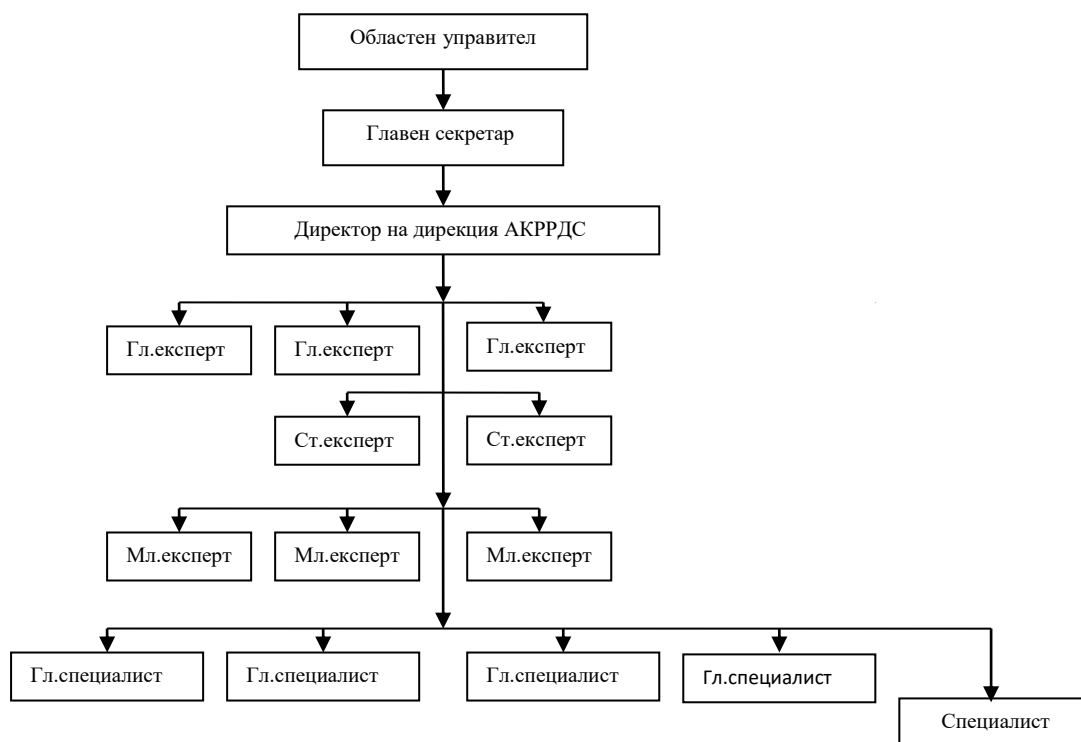 Областен управител
Главен секретар
Директор на дирекция АКРРДС
Гл.експерт
Гл.експерт
Гл.експерт
Ст.експерт
Ст.експерт
Мл.експерт
Мл.експерт
Мл.експерт
Гл.специалист
Гл.специалист
Гл.специалист
Гл.специалист
Специалист